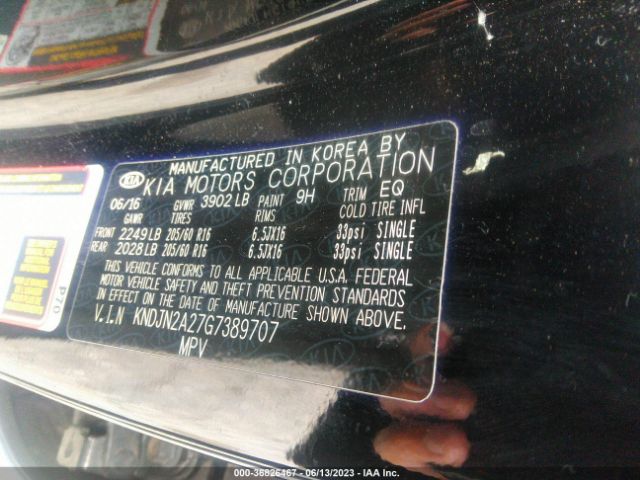 MANUFACTURED IN KOREA BY
KIA KIA MOTORS CORPORATION
06/16 GVWR 3902 LB PAINT 9H TRIM EQ
GAWR TIRES RIMS COLD TIRE INFL
FRONT 2249 LB 205/60 R16 6.5JX16 33psi SINGLE
REAR 2028 LB 205/60 R16 6.5JX16 33psi SINGLE
THIS VEHICLE CONFORMS TO ALL APPLICABLE U.S.A. FEDERAL
MOTOR VEHICLE SAFETY AND THEFT PREVENTION STANDARDS
IN EFFECT ON THE DATE OF MANUFACTURE SHOWN ABOVE.
V.I.N KNDJN2A27G7389707
MPV
P70
000-36826467 - 06/13/2023 - IAA Inc.